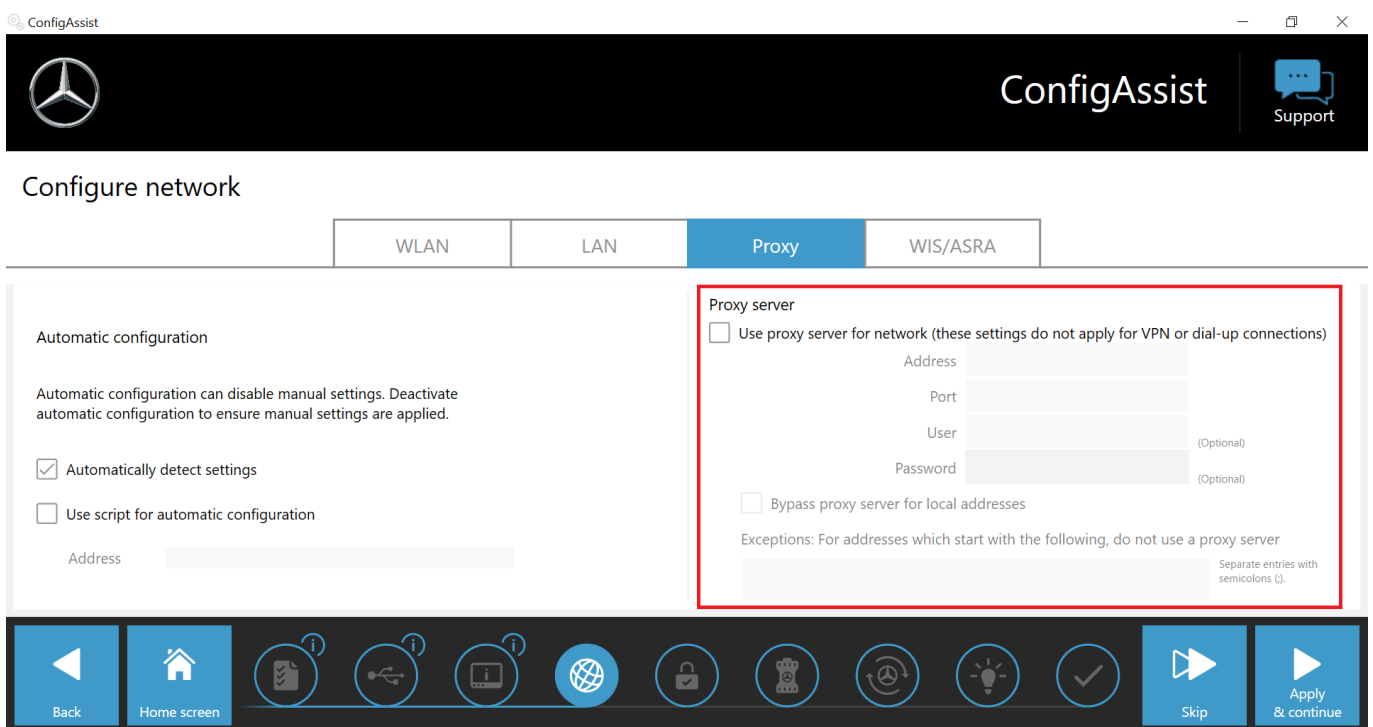 ConfigAssist
ConfigAssist
Support
Configure network
WLAN
LAN
Proxy
WIS/ASRA
Automatic configuration
Automatic configuration can disable manual settings. Deactivate
automatic configuration to ensure manual settings are applied.
Automatically detect settings
Use script for automatic configuration
Address
Proxy server
Use proxy server for network (these settings do not apply for VPN or dial-up connections)
Address
Port
User
(Optional)
Password
(Optional)
Bypass proxy server for local addresses
Exceptions: For addresses which start with the following, do not use a proxy server
Separate entries with
semicolons (;).
Back
Home screen
Skip
Apply
& continue